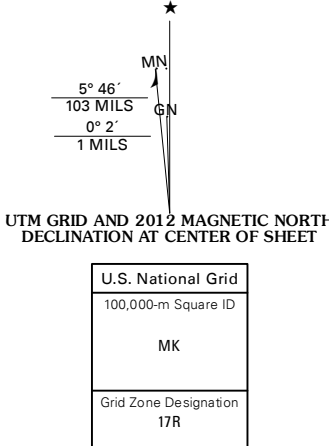 ★
MN.
5° 46´
103 MILS
GN
0° 2´
1 MILS
UTM GRID AND 2012 MAGNETIC NORTH
DECLINATION AT CENTER OF SHEET
U.S. National Grid
100,000-m Square ID
MK
Grid Zone Designation
17R